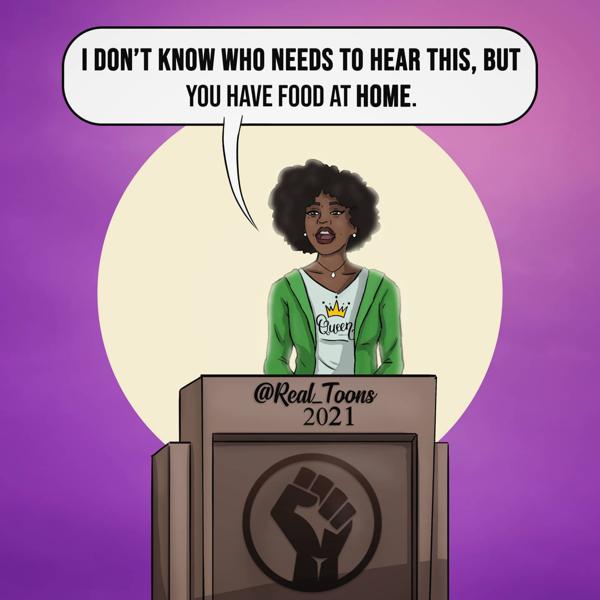 I DON'T KNOW WHO NEEDS TO HEAR THIS, BUT
YOU HAVE FOOD AT HOME.
Queen
@Real_Toons
2021